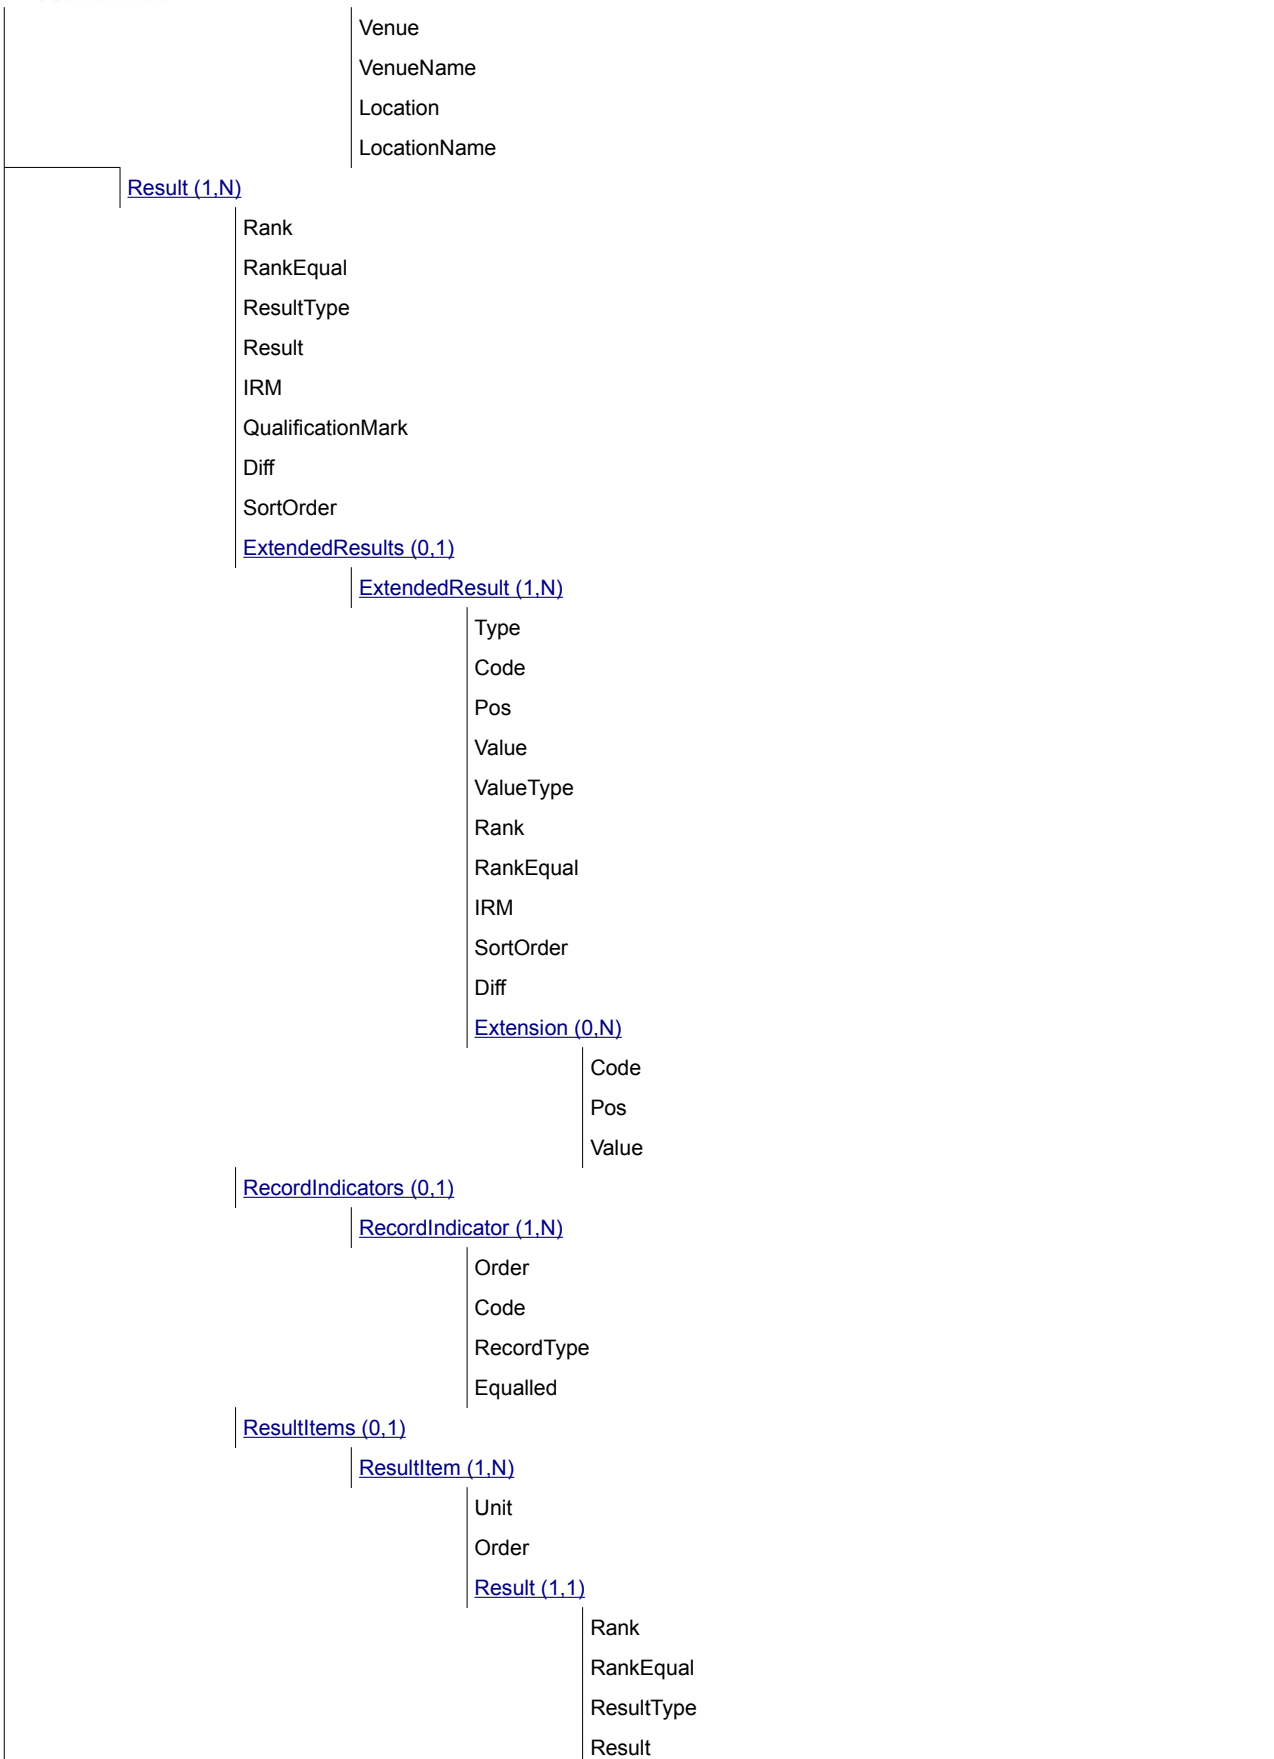 Venue
VenueName
Location
LocationName
Result (1,N)
Rank
RankEqual
ResultType
Result
IRM
QualificationMark
Diff
SortOrder
ExtendedResults (0,1)
ExtendedResult (1,N)
Type
Code
Pos
Value
ValueType
Rank
RankEqual
IRM
SortOrder
Diff
Extension (0,N)
Code
Pos
Value
RecordIndicators (0,1)
RecordIndicator (1,N)
Order
Code
RecordType
Equalled
ResultItems (0,1)
ResultItem (1,N)
Unit
Order
Result (1,1)
Rank
RankEqual
ResultType
Result